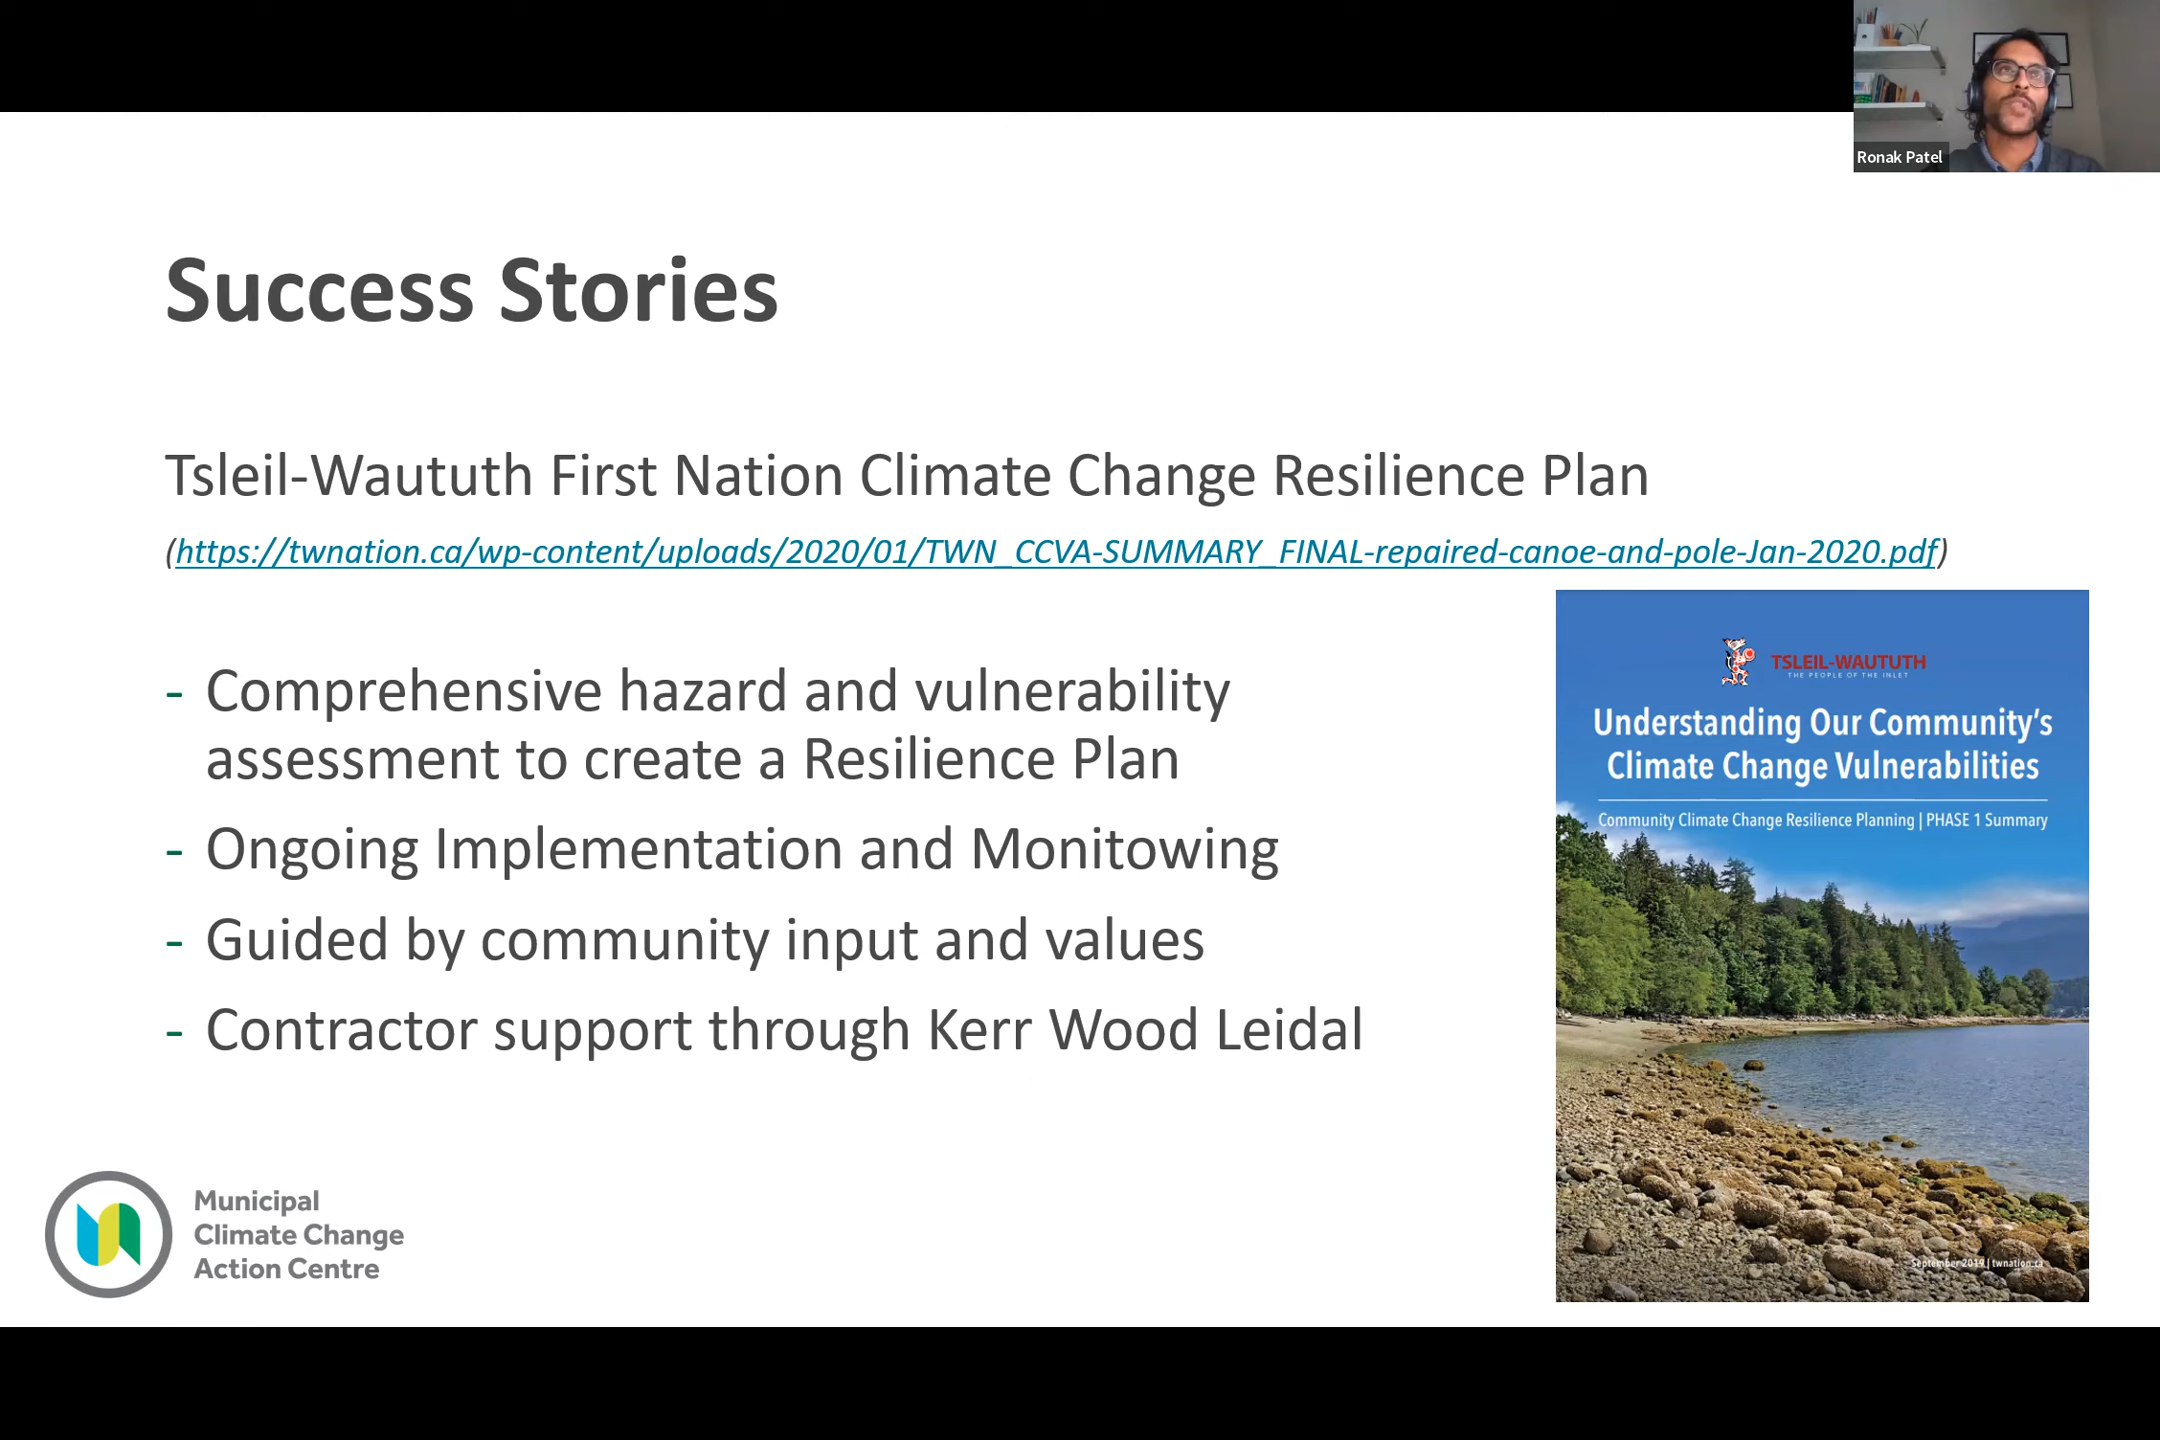 Ronak Patel
Success Stories
Tsleil-Waututh First Nation Climate Change Resilience Plan
(https://twnation.ca/wp-content/uploads/2020/01/TWN_CCVA-SUMMARY_FINAL-repaired-canoe-and-pole-Jan-2020.pdf)
- Comprehensive hazard and vulnerability
assessment to create a Resilience Plan
- Ongoing Implementation and Monitowing
- Guided by community input and values
- Contractor support through Kerr Wood Leidal
TSLEIL-WAUTUTH
THE PEOPLE OF THE INLET
Understanding Our Community's
Climate Change Vulnerabilities
Community Climate Change Resilience Planning | PHASE 1 Summary
September 2019 | twnation.ca
Municipal
Climate Change
Action Centre